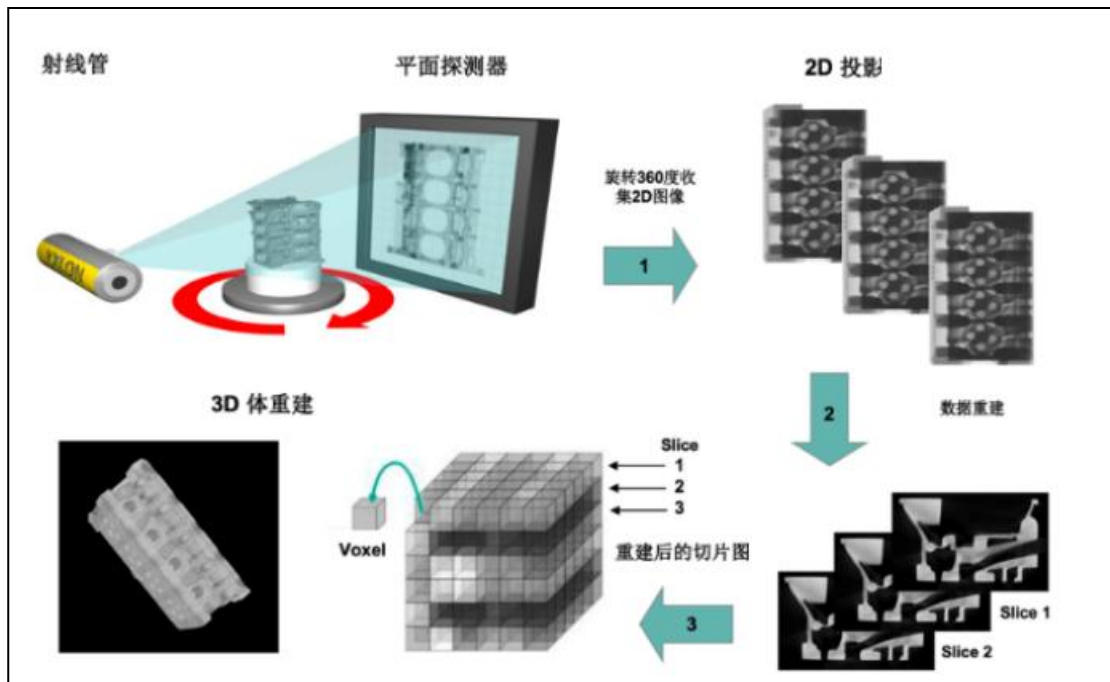 射线管
平面探测器
2D 投影
YXLON
旋转360度收
集2D图像
1
2
数据重建
3D 体重建
Slice
1
2
3
Voxel
重建后的切片图
3
Slice 1
Slice 2